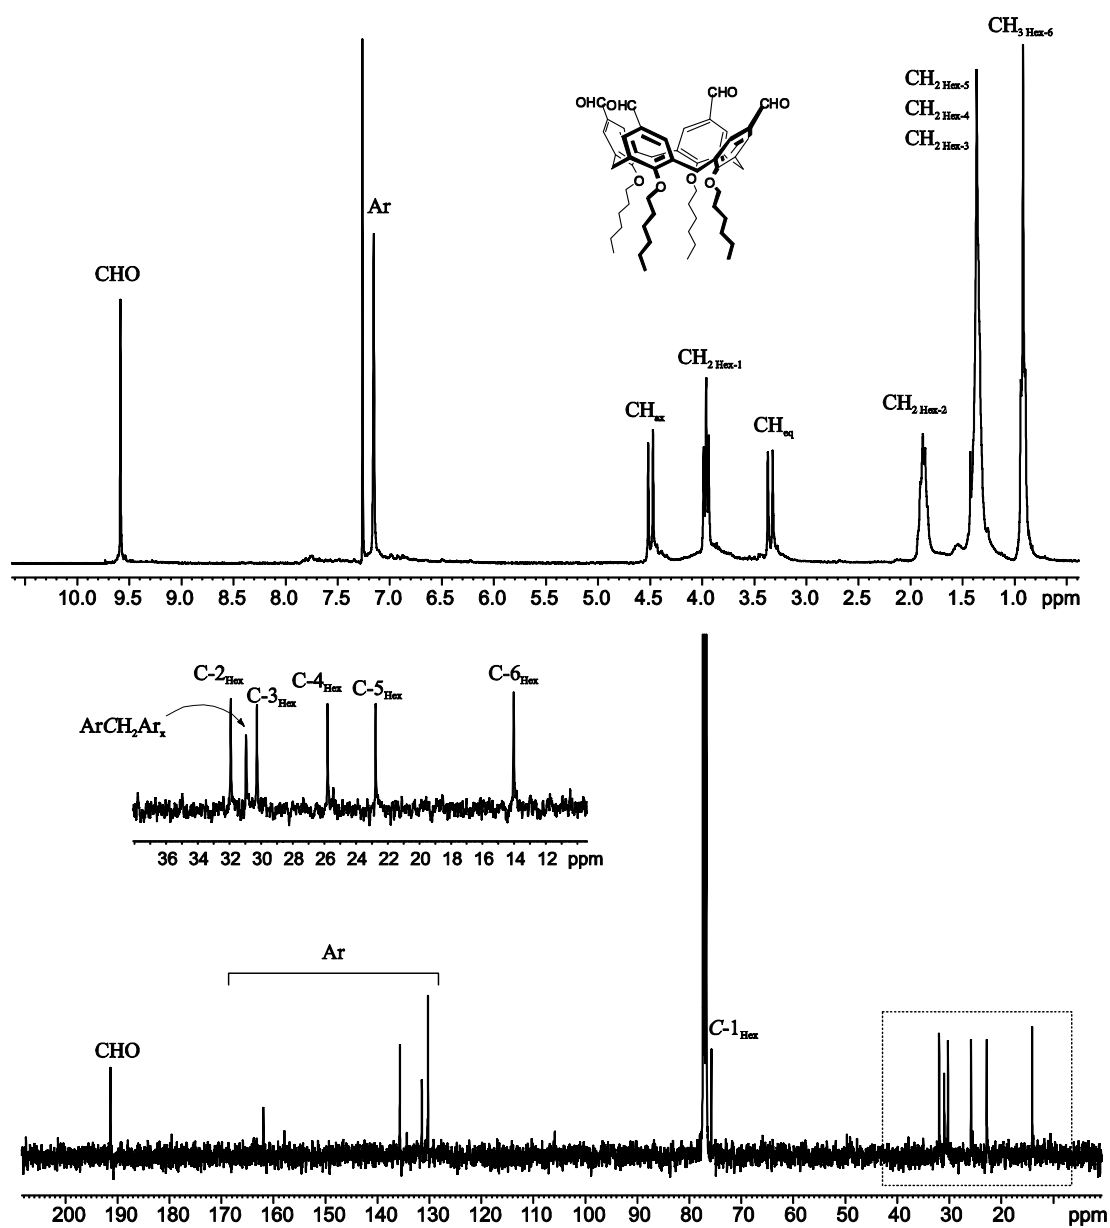 CH3 Hex-6
CH2 Hex-5
CH2 Hex-4
CH2 Hex-3
OHC
OHC
CHO
CHO
O
O
O
O
Ar
CHO
CH2 Hex-1
CHax
CHeq
CH2 Hex-2
10.0 9.5 9.0 8.5 8.0 7.5 7.0 6.5 6.0 5.5 5.0 4.5 4.0 3.5 3.0 2.5 2.0 1.5 1.0 ppm
C-2Hex
C-3Hex
C-4Hex
C-5Hex
C-6Hex
ArCH2Arx
36 34 32 30 28 26 24 22 20 18 16 14 12 ppm
Ar
CHO
C-1Hex
200 190 180 170 160 150 140 130 120 110 100 90 80 70 60 50 40 30 20 ppm